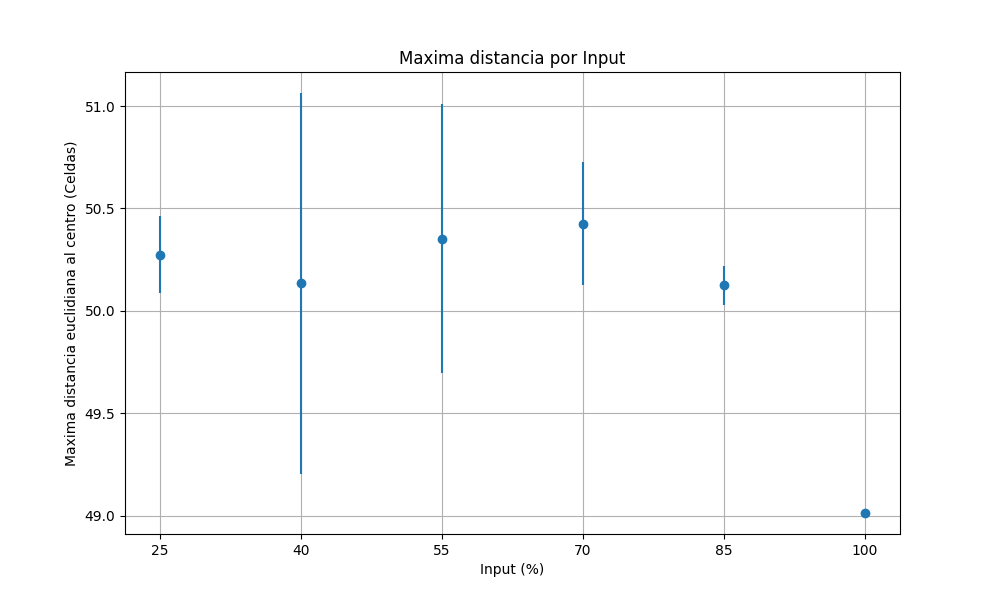 Maxima distancia por Input
Maxima distancia euclidiana al centro (Celdas)
51.0
50.5
50.0
49.5
49.0
25 40 55 70 85 100
Input (%)